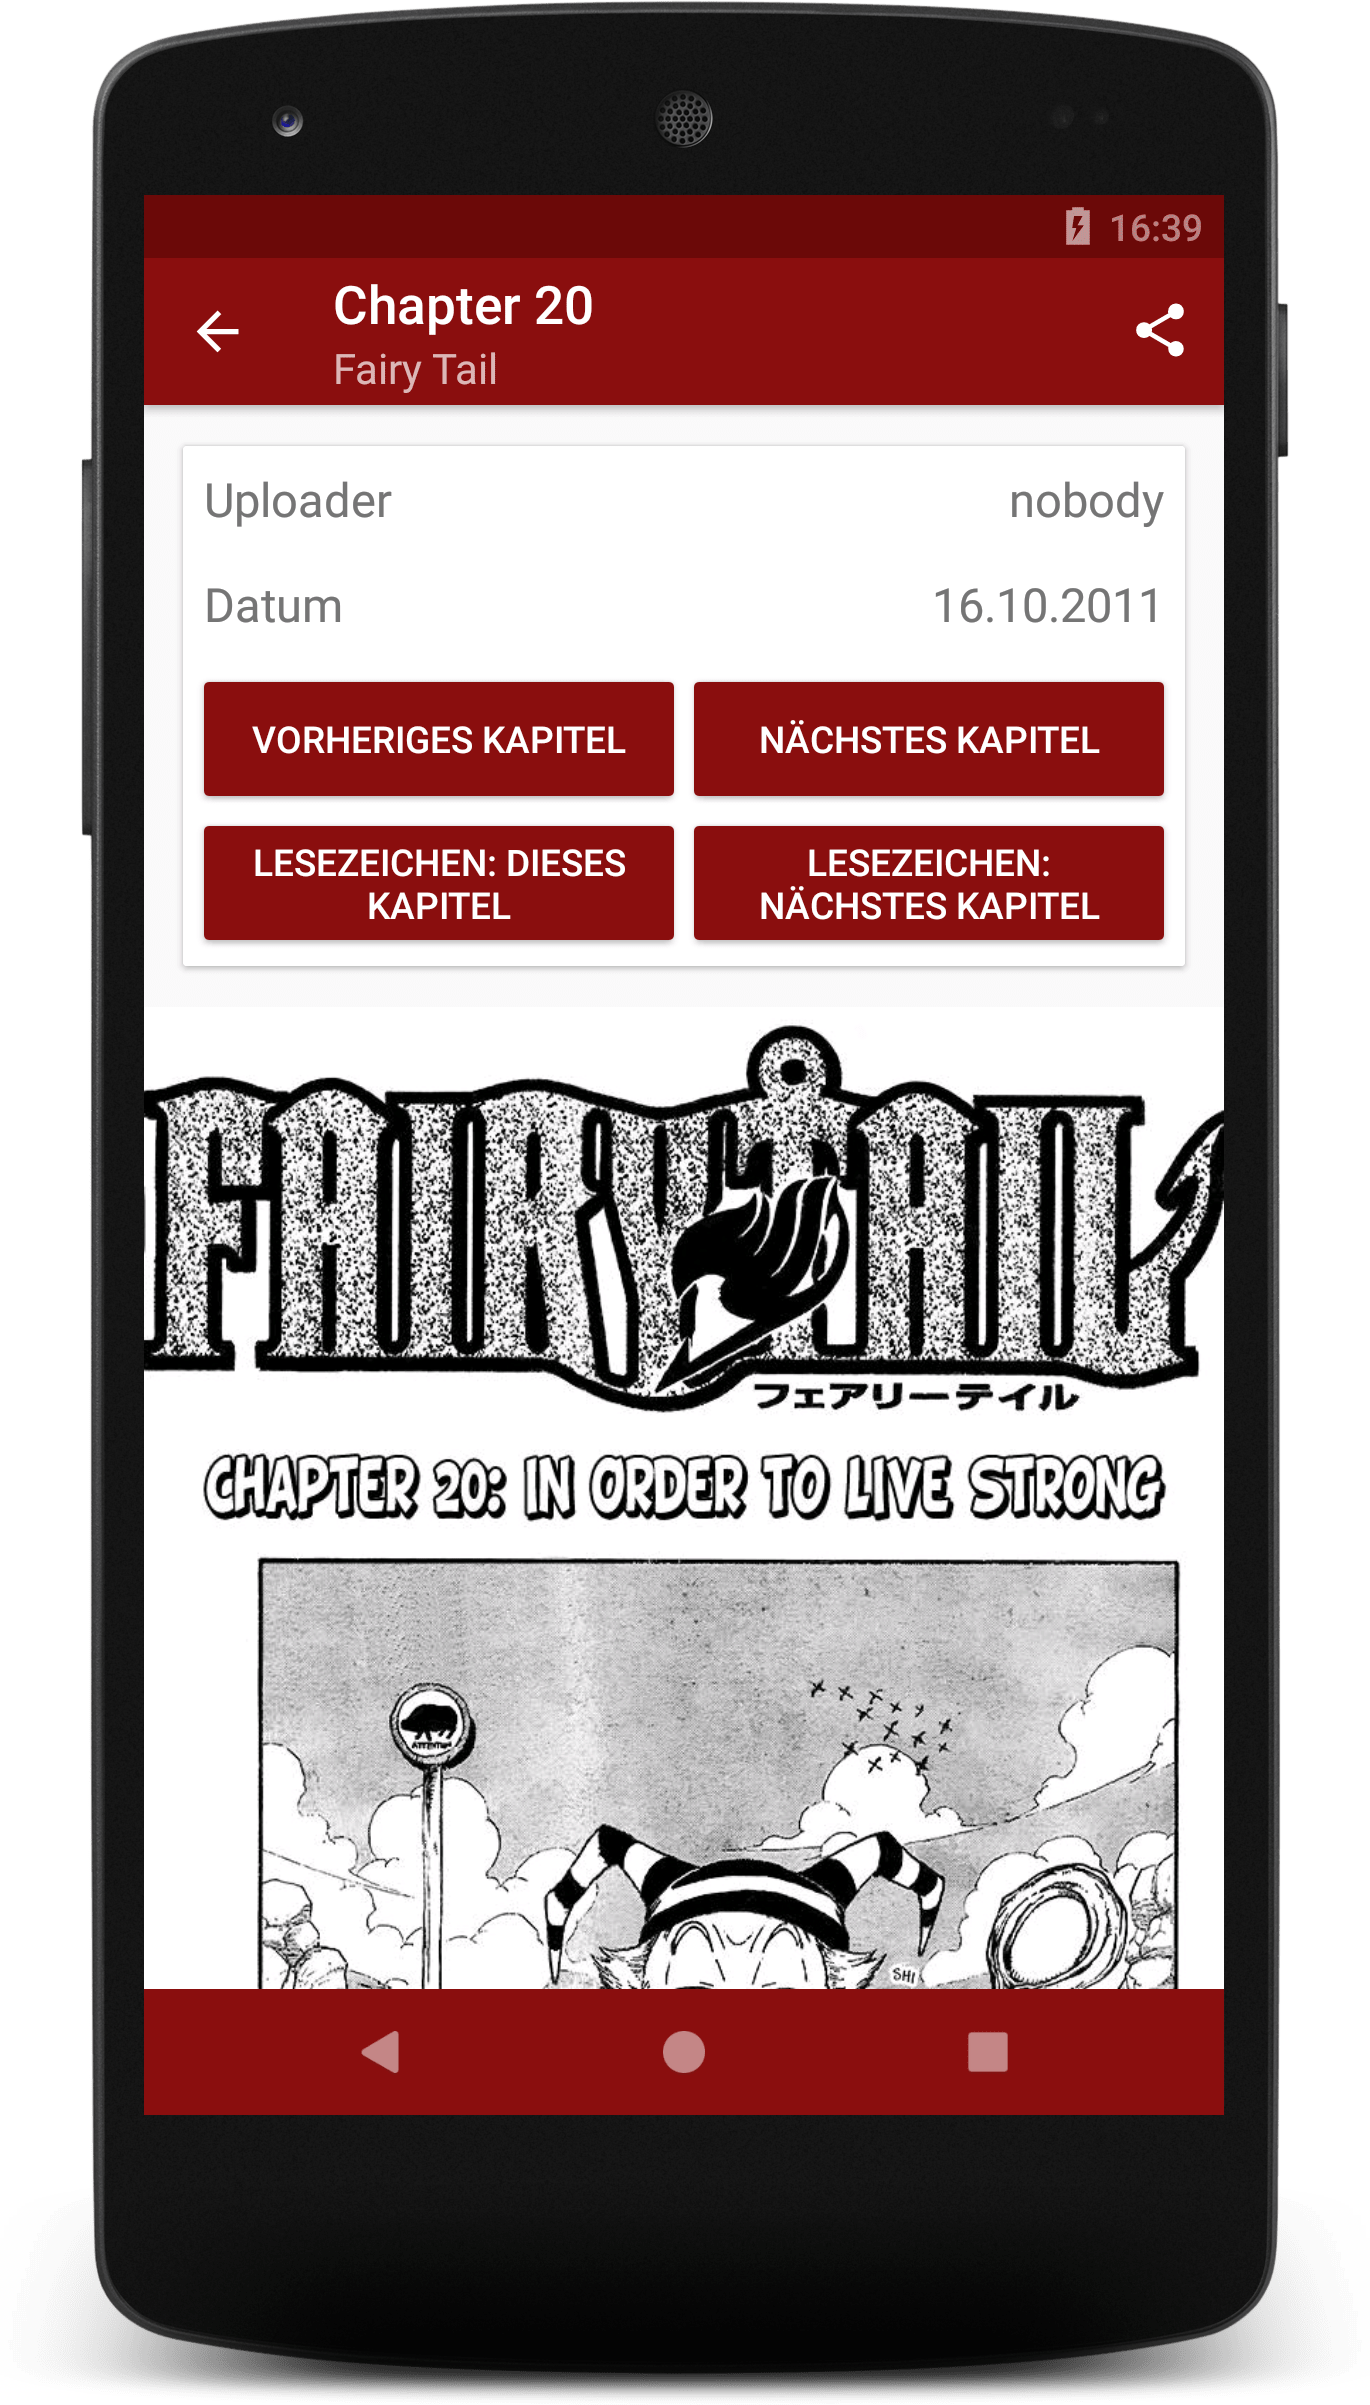 16:39
Chapter 20
Fairy Tail
Uploader nobody
Datum 16.10.2011
VORHERIGES KAPITEL NÄCHSTES KAPITEL
LESEZEICHEN: DIESES KAPITEL
LESEZEICHEN: NÄCHSTES KAPITEL
FAIRY TAIL
フェアリーテイル
CHAPTER 20: IN ORDER TO LIVE STRONG
ATTENTION
SHI